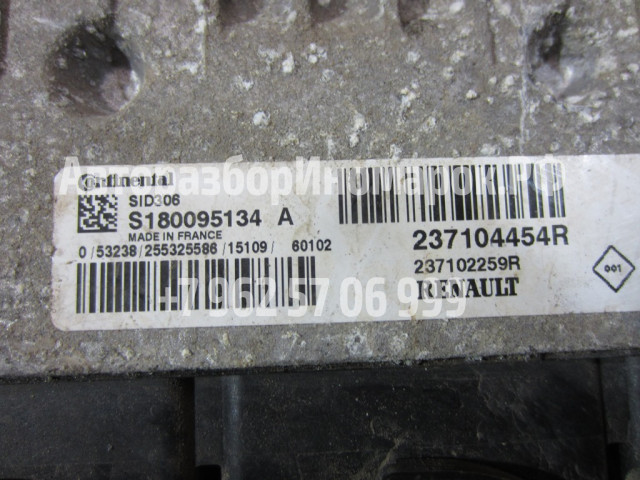 Continental
SID306
S180095134 A
MADE IN FRANCE
0/53238/255325586/15109/ 60102
237104454R
237102259R
RENAULT
001
АвторазборИномарок.РФ
+7 962 57 06 999